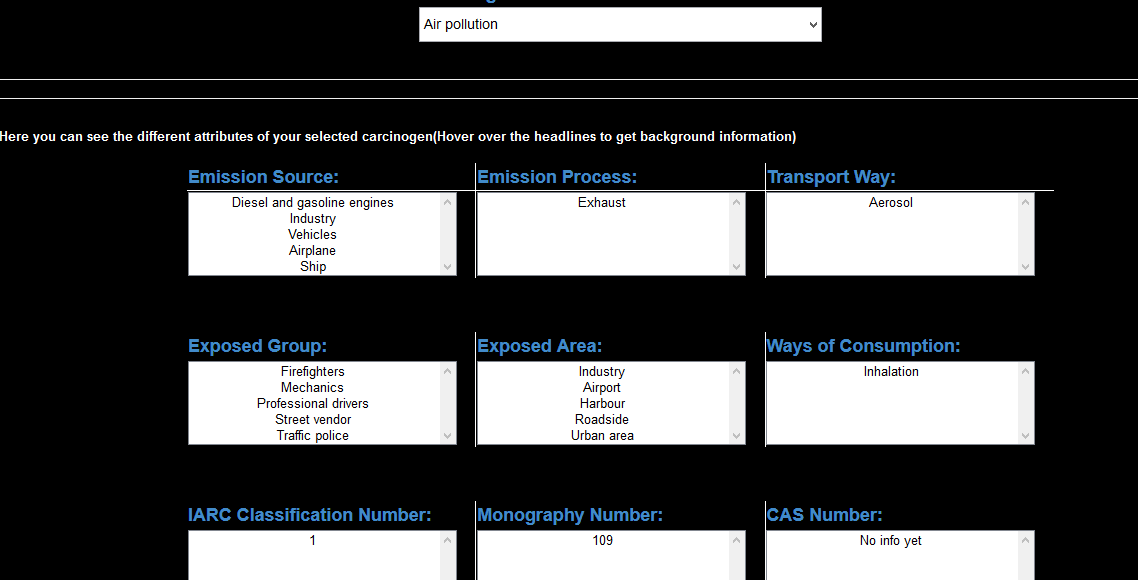 Air pollution
Here you can see the different attributes of your selected carcinogen(Hover over the headlines to get background information)
Emission Source:
Diesel and gasoline engines
Industry
Vehicles
Airplane
Ship
Emission Process:
Exhaust
Transport Way:
Aerosol
Exposed Group:
Firefighters
Mechanics
Professional drivers
Street vendor
Traffic police
Exposed Area:
Industry
Airport
Harbour
Roadside
Urban area
Ways of Consumption:
Inhalation
IARC Classification Number:
1
Monography Number:
109
CAS Number:
No info yet